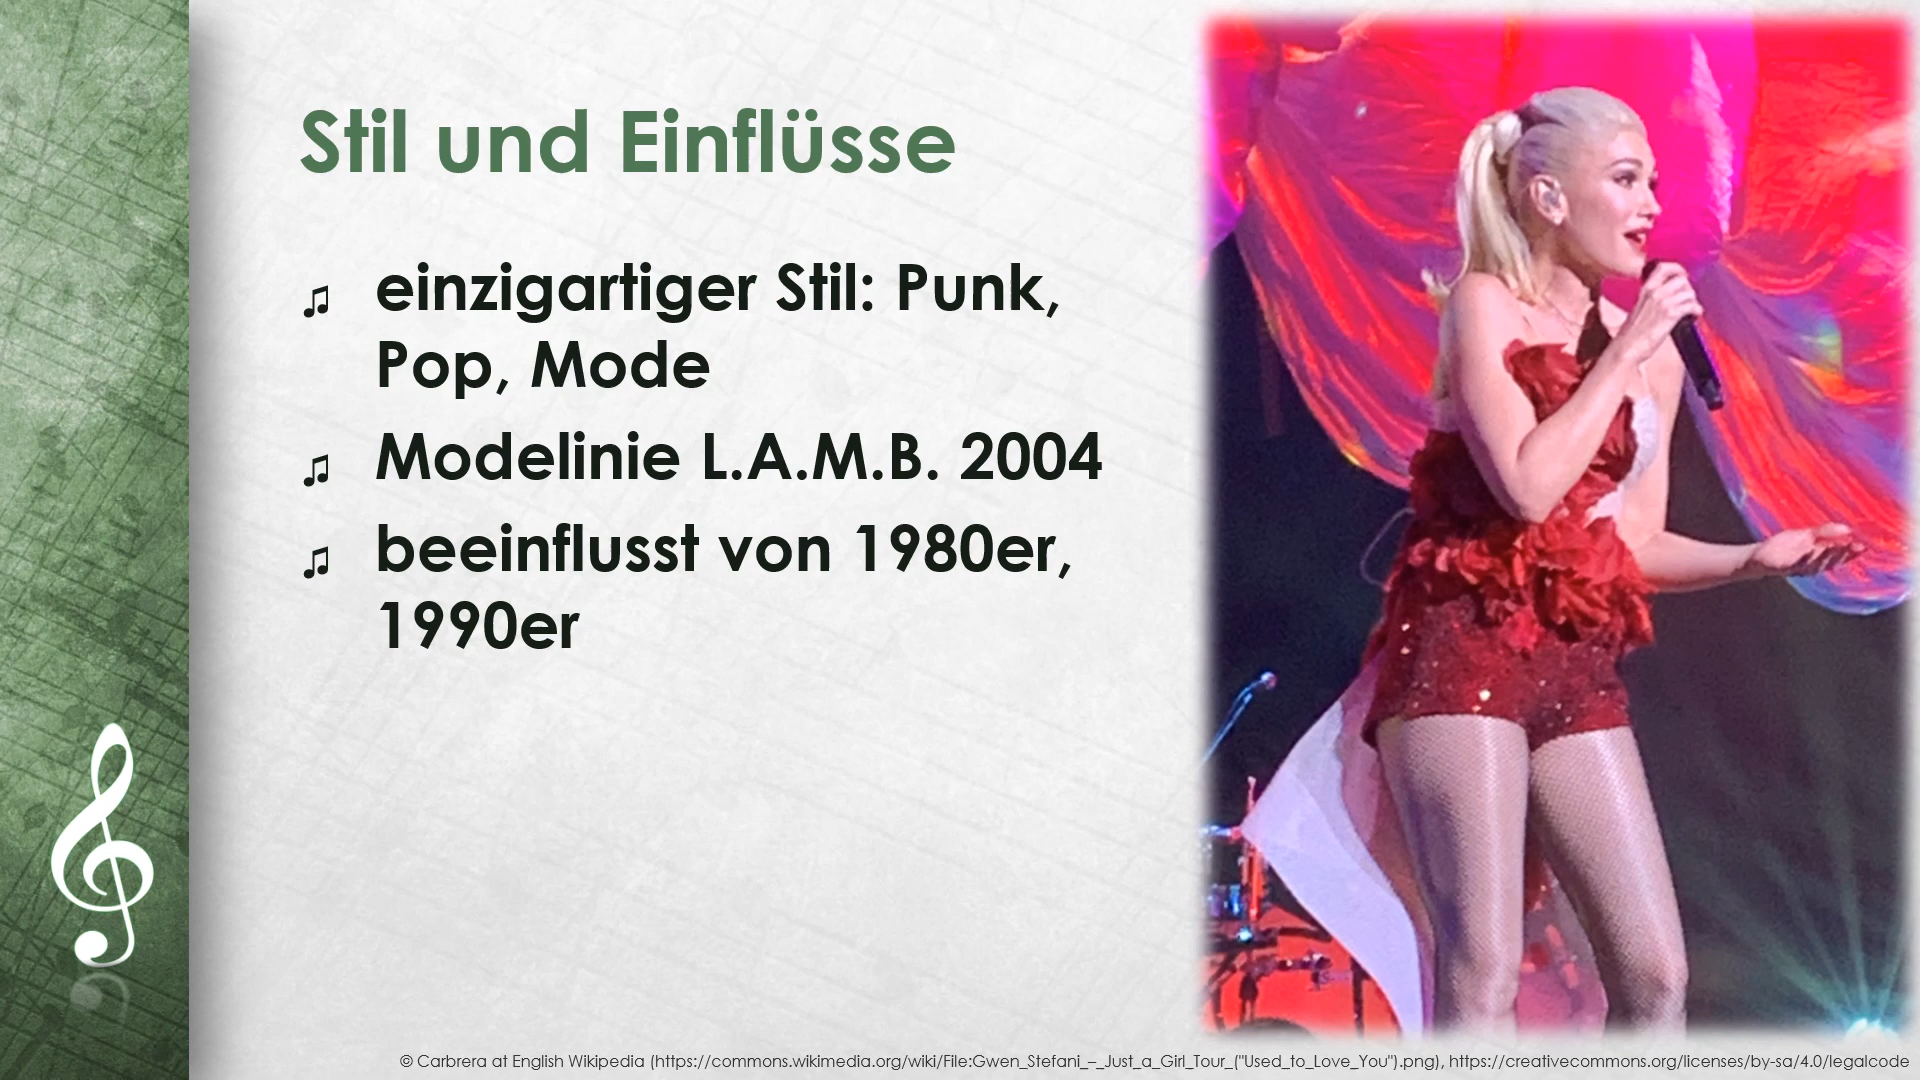 Stil und Einflüsse
♫ einzigartiger Stil: Punk,
Pop, Mode
♫ Modelinie L.A.M.B. 2004
♫ beeinflusst von 1980er,
1990er
© Carbrera at English Wikipedia (https://commons.wikimedia.org/wiki/File:Gwen_Stefani_–_Just_a_Girl_Tour_("Used_to_Love_You").png), https://creativecommons.org/licenses/by-sa/4.0/legalcode